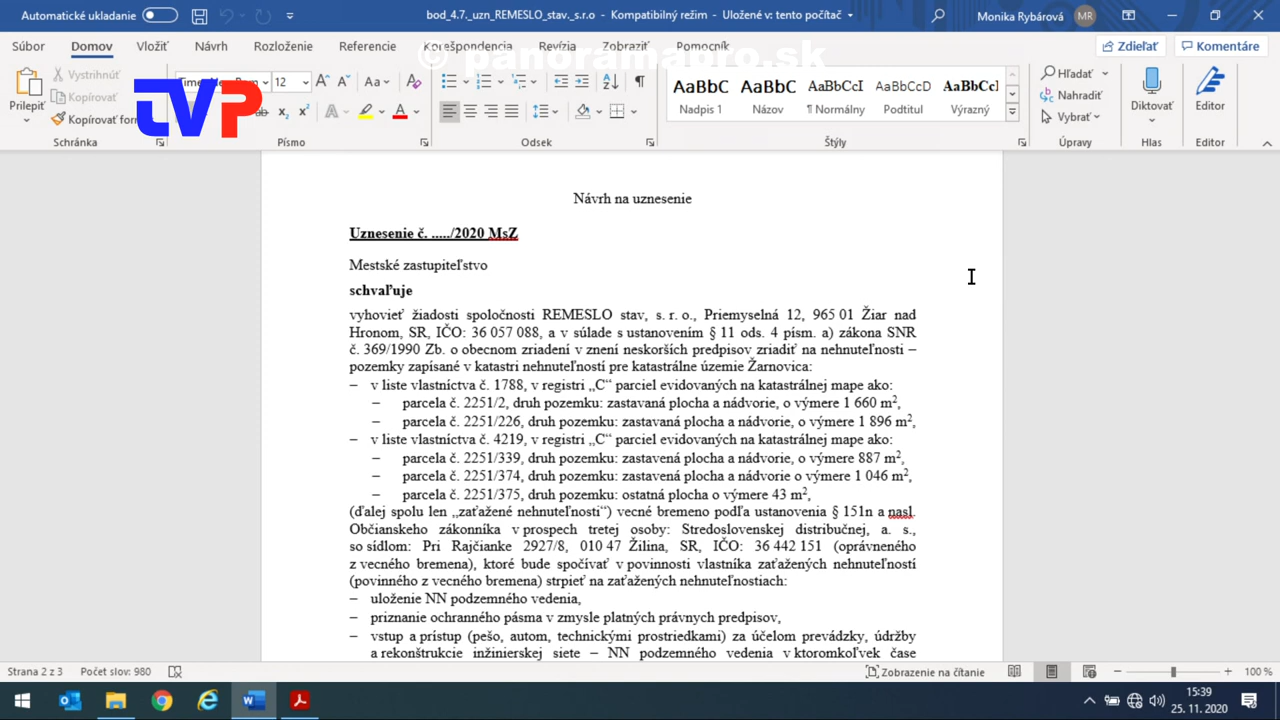 Automatické ukladanie
bod_4.7._uzn_REMESLO_stav._s.r.o - Kompatibilný režim - Uložené v: tento počítač
Monika Rybárová MR
Súbor Domov Vložiť Návrh Rozloženie Referencie Korešpondencia Revízia Zobraziť Pomocník Zdieľať Komentáre
© panoramapro.sk
TVP
Prilepiť
Vystrihnúť
Kopírovať
Kopírovať form
12
AaBbC AaBbC AaBbCcI AaBbCcD AaBbCcI
Nadpis 1 Názov ¶ Normálny Podtitul Výrazný
Hľadať
Nahradiť
Vybrať
Diktovať
Editor
Schránka Písmo Odsek Štýly Úpravy Hlas Editor
Návrh na uznesenie
Uznesenie č. ...../2020 MsZ
Mestské zastupiteľstvo
schvaľuje
vyhovieť žiadosti spoločnosti REMESLO stav, s. r. o., Priemyselná 12, 965 01 Žiar nad
Hronom, SR, IČO: 36 057 088, a v súlade s ustanovením § 11 ods. 4 písm. a) zákona SNR
č. 369/1990 Zb. o obecnom zriadení v znení neskorších predpisov zriadiť na nehnuteľnosti –
pozemky zapísané v katastri nehnuteľností pre katastrálne územie Žarnovica:
– v liste vlastníctva č. 1788, v registri „C“ parciel evidovaných na katastrálnej mape ako:
– parcela č. 2251/2, druh pozemku: zastavaná plocha a nádvorie, o výmere 1 660 m²,
– parcela č. 2251/226, druh pozemku: zastavaná plocha a nádvorie, o výmere 1 896 m²,
– v liste vlastníctva č. 4219, v registri „C“ parciel evidovaných na katastrálnej mape ako:
– parcela č. 2251/339, druh pozemku: zastavaná plocha a nádvorie, o výmere 887 m²,
– parcela č. 2251/374, druh pozemku: zastavená plocha a nádvorie o výmere 1 046 m²,
– parcela č. 2251/375, druh pozemku: ostatná plocha o výmere 43 m²,
(ďalej spolu len „zaťažené nehnuteľnosti“) vecné bremeno podľa ustanovenia § 151n a nasl.
Občianskeho zákonníka v prospech tretej osoby: Stredoslovenskej distribučnej, a. s.,
so sídlom: Pri Rajčianke 2927/8, 010 47 Žilina, SR, IČO: 36 442 151 (oprávneného
z vecného bremena), ktoré bude spočívať v povinnosti vlastníka zaťažených nehnuteľností
(povinného z vecného bremena) strpieť na zaťažených nehnuteľnostiach:
– uloženie NN podzemného vedenia,
– priznanie ochranného pásma v zmysle platných právnych predpisov,
– vstup a prístup (pešo, autom, technickými prostriedkami) za účelom prevádzky, údržby
a rekonštrukcie inžinierskej siete – NN podzemného vedenia v ktoromkoľvek čase
Strana 2 z 3 Počet slov: 980 Zobrazenie na čítanie 100 %
15:39
25. 11. 2020